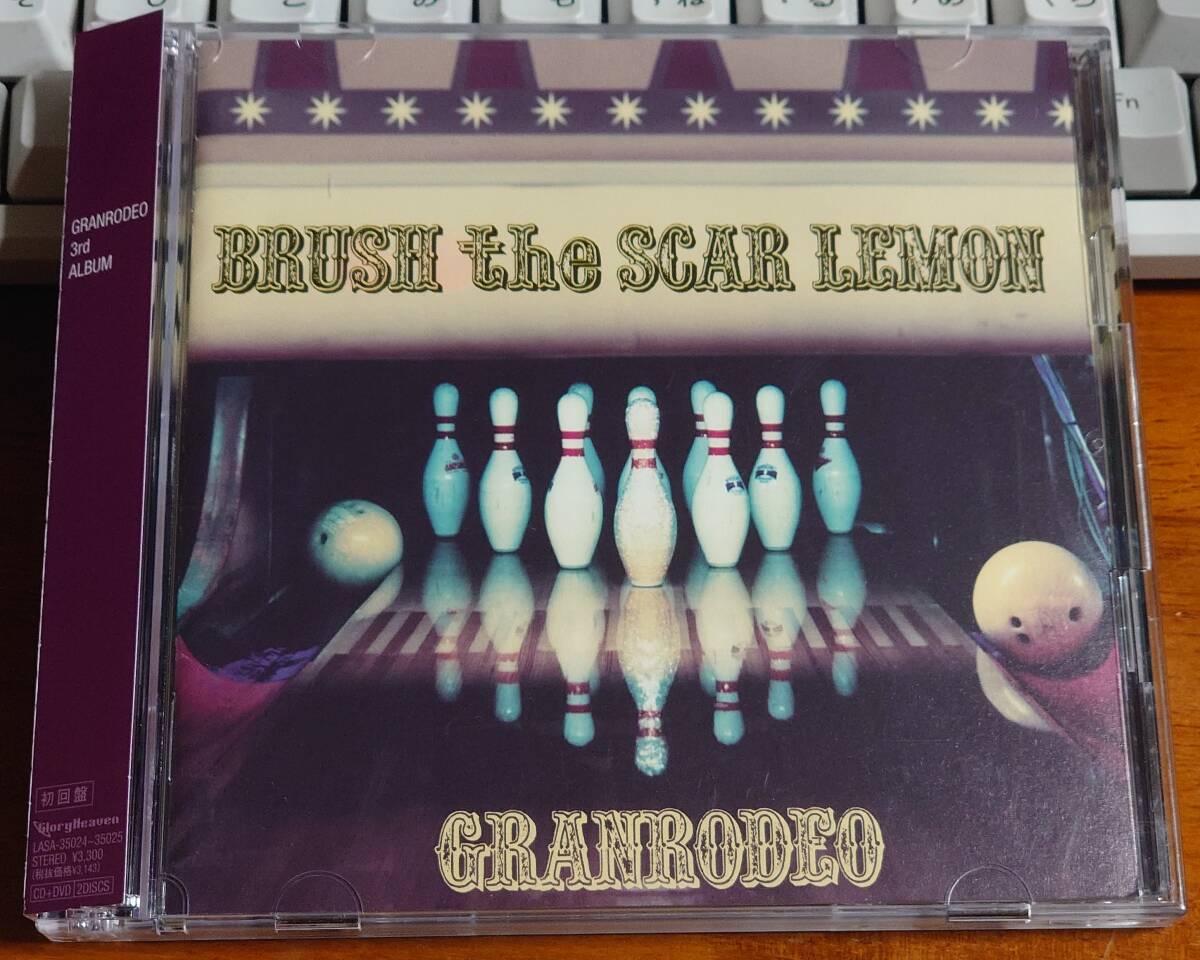 Fn
GRANRODEO
3rd
ALBUM
BRUSH the SCAR LEMON
GRANRODEO
初回盤
GloryHeaven
LASA-35024~35025
STEREO ¥3,300
(税抜価格¥3,143)
CD+DVD 2DISCS